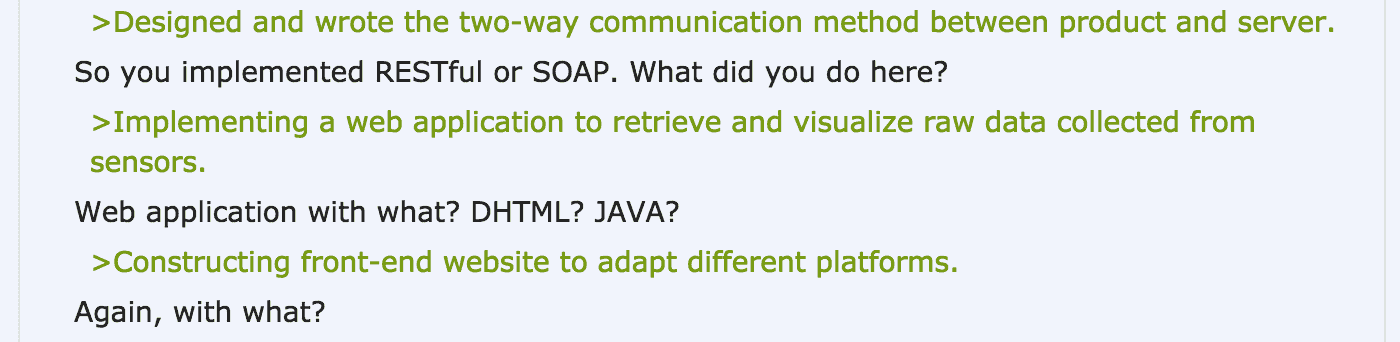 >Designed and wrote the two-way communication method between product and server.
So you implemented RESTful or SOAP. What did you do here?
>Implementing a web application to retrieve and visualize raw data collected from
sensors.
Web application with what? DHTML? JAVA?
>Constructing front-end website to adapt different platforms.
Again, with what?